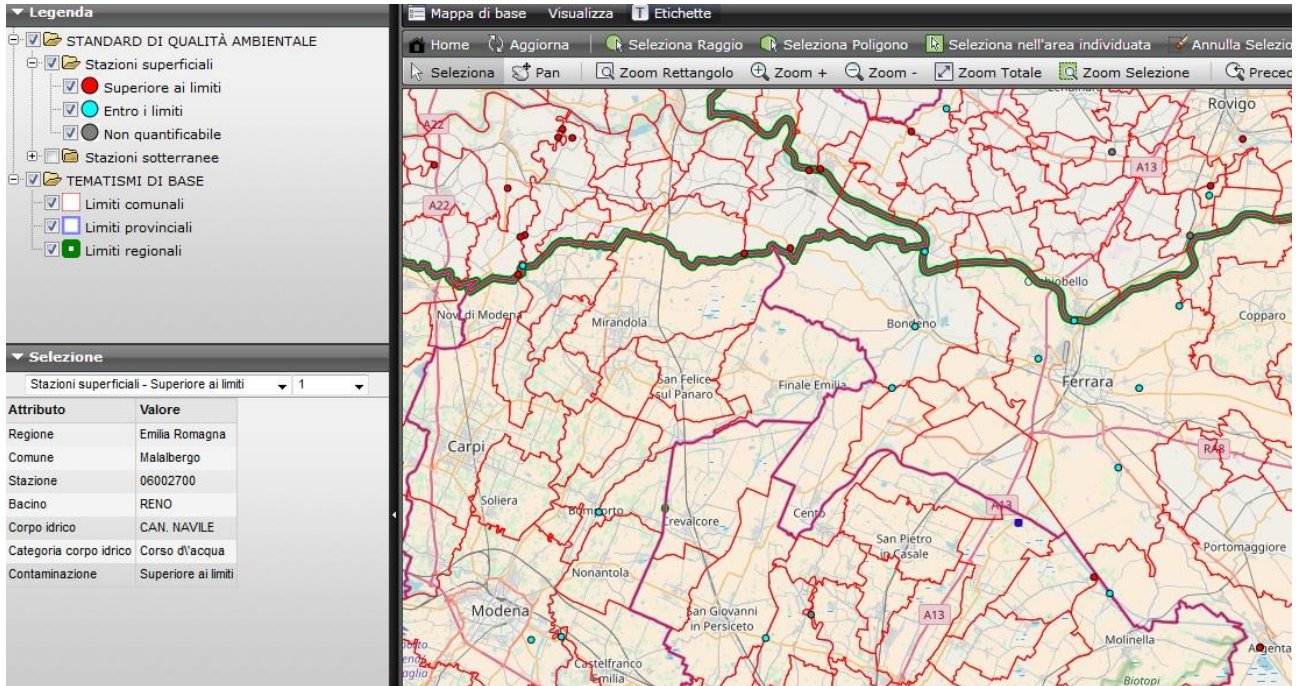 Legenda
STANDARD DI QUALITÀ AMBIENTALE
Stazioni superficiali
Superiore ai limiti
Entro i limiti
Non quantificabile
Stazioni sotterranee
TEMATISMI DI BASE
Limiti comunali
Limiti provinciali
Limiti regionali
Selezione
Stazioni superficiali - Superiore ai limiti 1
Attributo Valore
Regione Emilia Romagna
Comune Malalbergo
Stazione 06002700
Bacino RENO
Corpo idrico CAN. NAVILE
Categoria corpo idrico Corso d\'acqua
Contaminazione Superiore ai limiti
Mappa di base Visualizza T Etichette
Home Aggiorna Seleziona Raggio Seleziona Poligono Seleziona nell'area individuata Annulla Selezio
Seleziona Pan Zoom Rettangolo Zoom + Zoom - Zoom Totale Zoom Selezione Preced
Rovigo
A22
A13
A22
Novi di Modena
Mirandola
Bondeno
Copparo
San Felice
sul Panaro
Finale Emilia
Ferrara
Carpi
RA8
Soliera
Bomporto
Crevalcore
Cento
A13
San Pietro
in Casale
Portomaggiore
Nonantola
Modena
San Giovanni
in Persiceto
A13
Molinella
Argenta
Castelfranco
Emilia
Biotopi